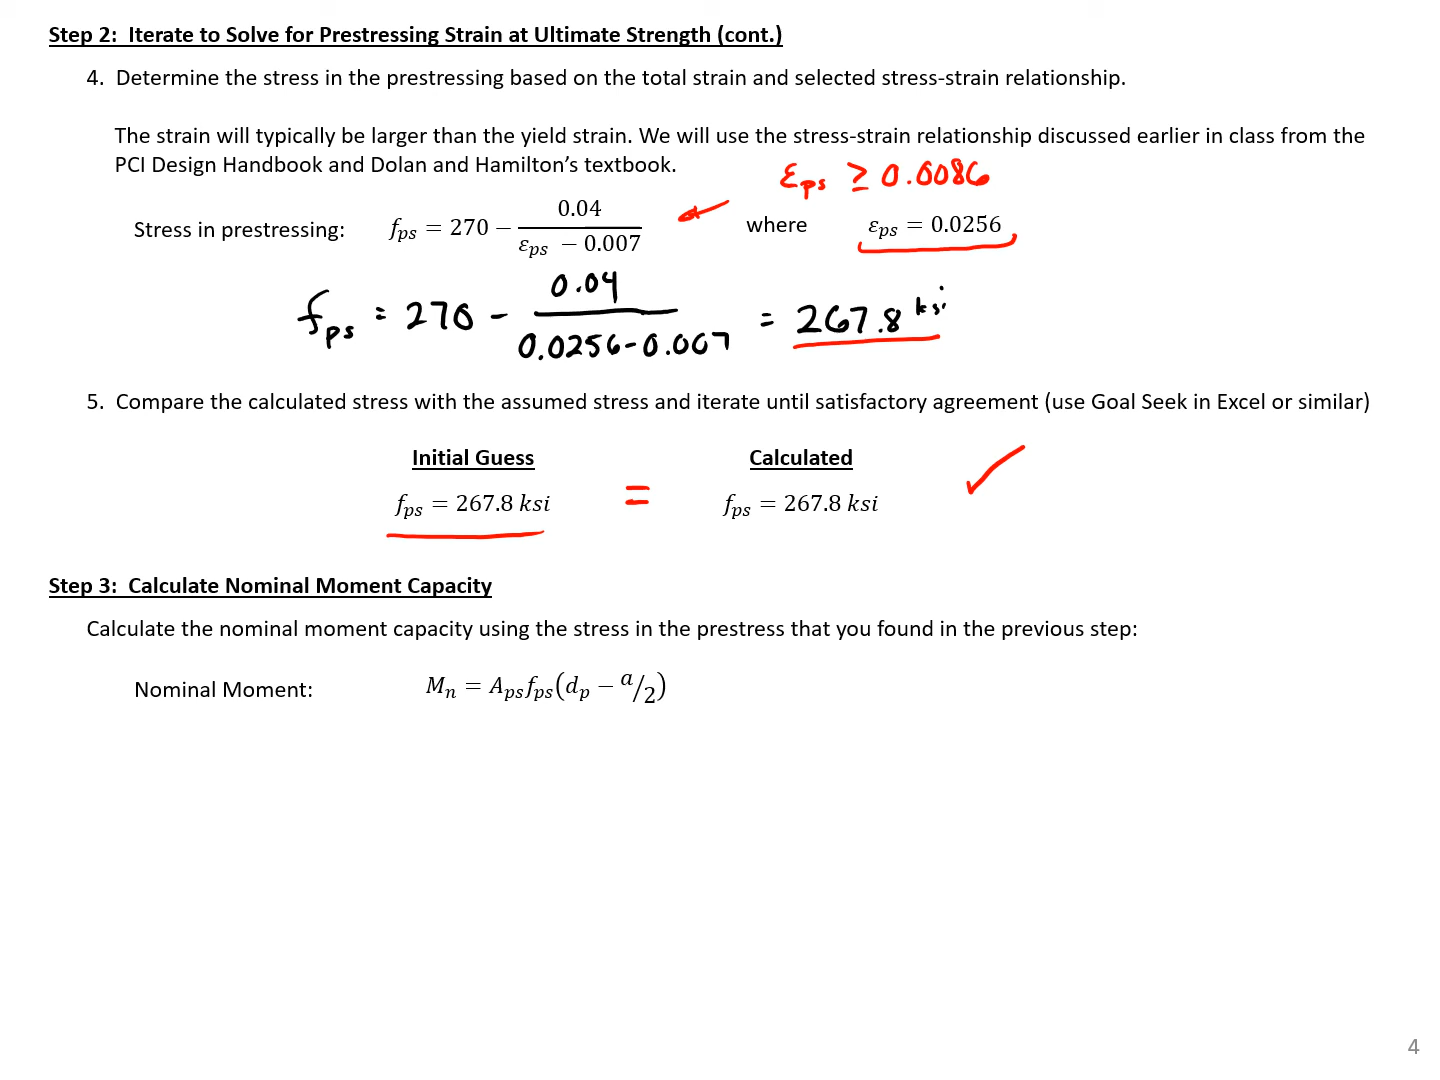 Step 2: Iterate to Solve for Prestressing Strain at Ultimate Strength (cont.)
4. Determine the stress in the prestressing based on the total strain and selected stress-strain relationship.
The strain will typically be larger than the yield strain. We will use the stress-strain relationship discussed earlier in class from the
PCI Design Handbook and Dolan and Hamilton’s textbook.
εps ≥ 0.0086
Stress in prestressing: fps = 270 − 0.04 / (εps − 0.007) where εps = 0.0256
fps = 270 − 0.04 / (0.0256 − 0.007) = 267.8 ksi
5. Compare the calculated stress with the assumed stress and iterate until satisfactory agreement (use Goal Seek in Excel or similar)
Initial Guess Calculated
fps = 267.8 ksi = fps = 267.8 ksi ✓
Step 3: Calculate Nominal Moment Capacity
Calculate the nominal moment capacity using the stress in the prestress that you found in the previous step:
Nominal Moment: Mn = Apsfps(dp − a/2)
4